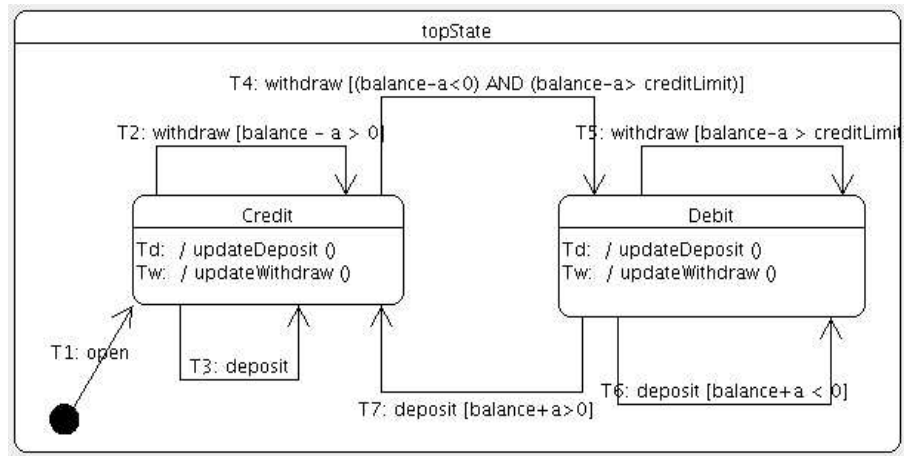 topState
T4: withdraw [(balance-a<0) AND (balance-a> creditLimit)]
T2: withdraw [balance - a > 0]
T5: withdraw [balance-a > creditLimit
Credit
Td: / updateDeposit ()
Tw: / updateWithdraw ()
Debit
Td: / updateDeposit ()
Tw: / updateWithdraw ()
T1: open
T3: deposit
T6: deposit [balance+a < 0]
T7: deposit [balance+a>0]